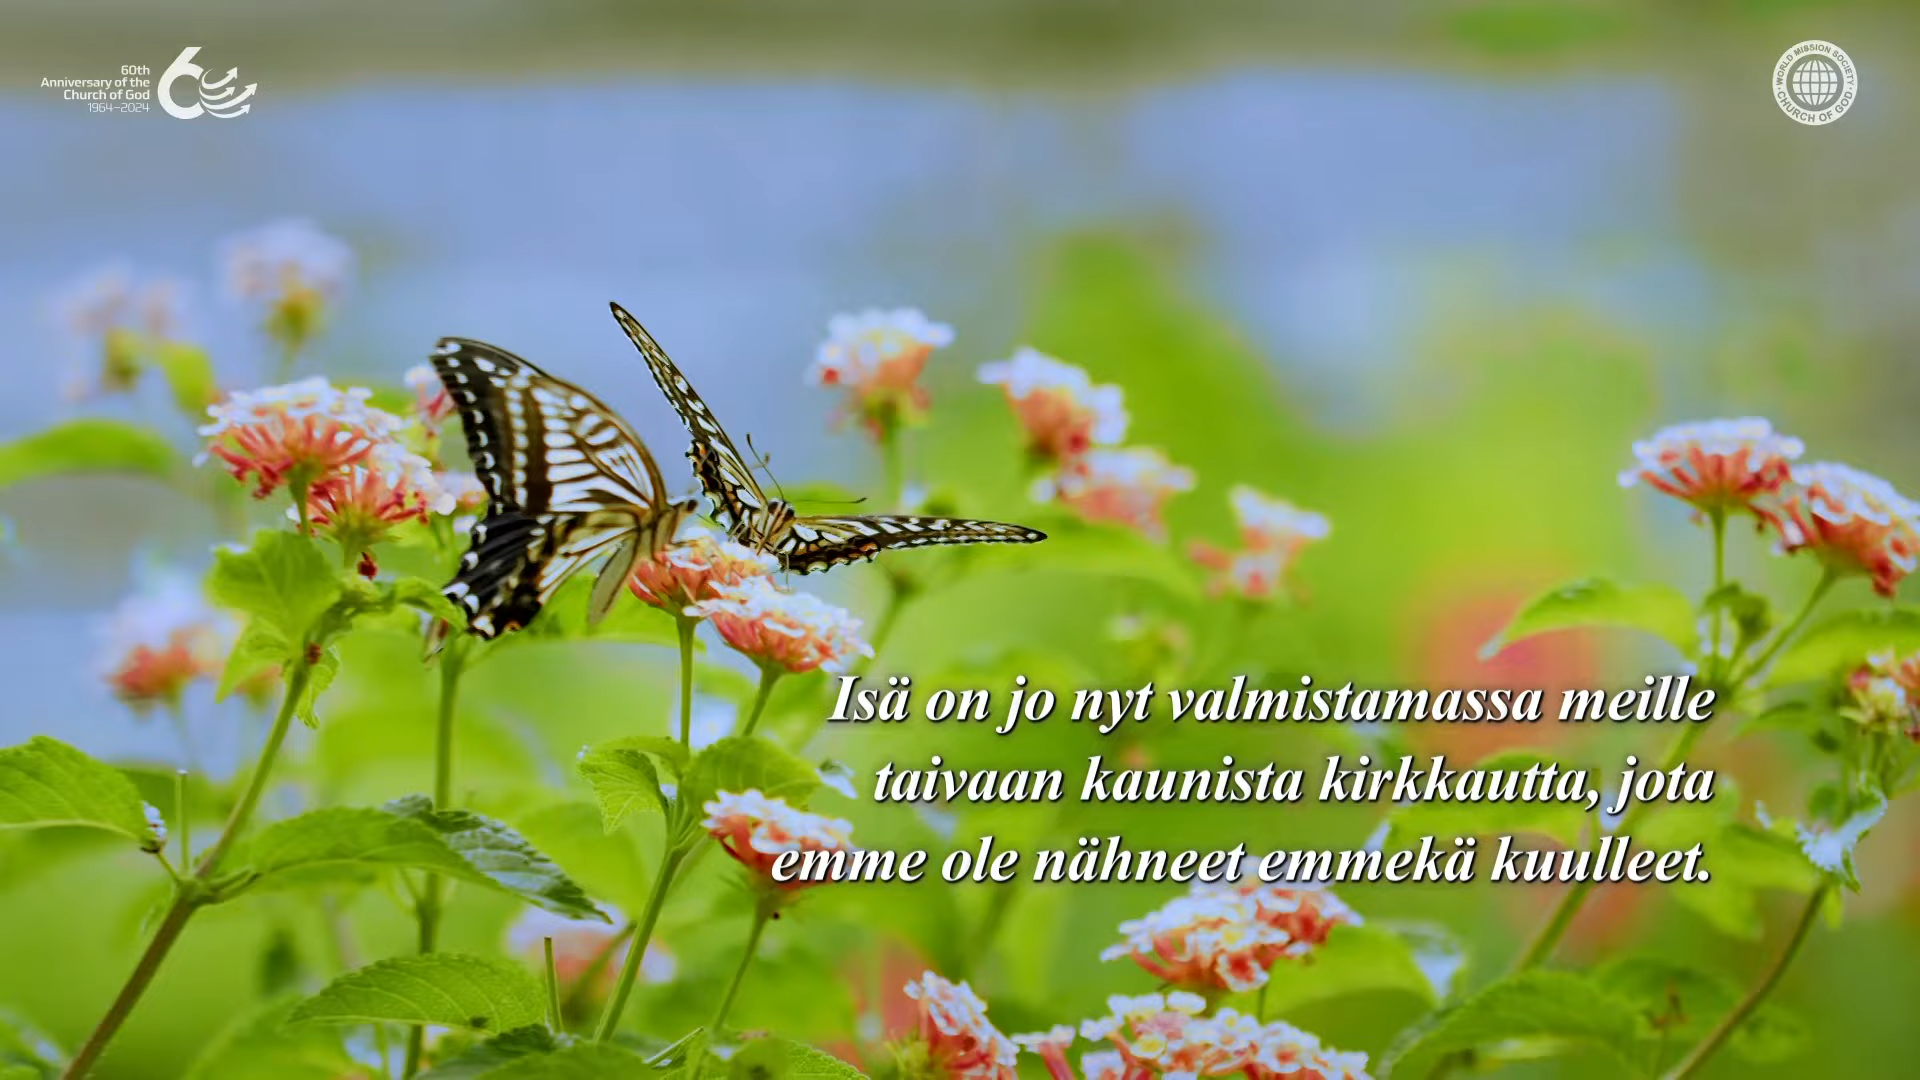 60th
Anniversary of the
Church of God
1964–2024
60
WORLD MISSION SOCIETY
CHURCH OF GOD
Isä on jo nyt valmistamassa meille
taivaan kaunista kirkkautta, jota
emme ole nähneet emmekä kuulleet.